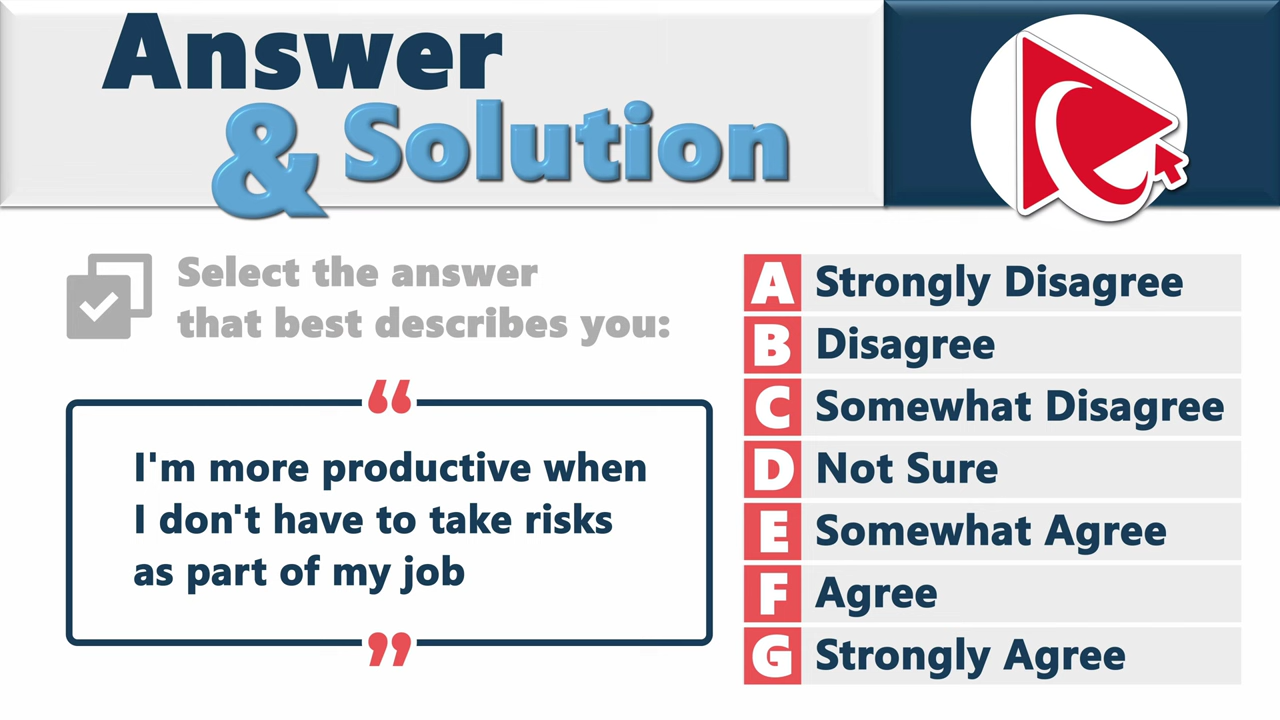 Answer
& Solution
Select the answer
that best describes you:
“
I'm more productive when
I don't have to take risks
as part of my job
”
A Strongly Disagree
B Disagree
C Somewhat Disagree
D Not Sure
E Somewhat Agree
F Agree
G Strongly Agree